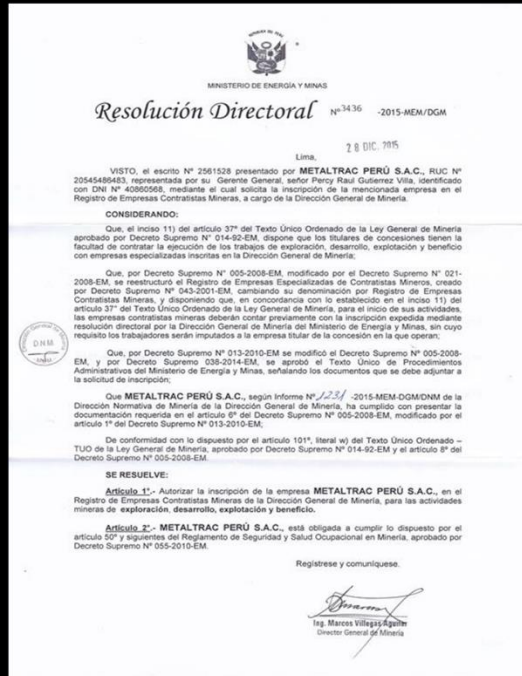 REPUBLICA DEL PERU
MINISTERIO DE ENERGÍA Y MINAS
Resolución Directoral Nº 3436 -2015-MEM/DGM
28 DIC. 2015
Lima,
VISTO, el escrito Nº 2561528 presentado por METALTRAC PERÚ S.A.C., RUC Nº
20545486483, representada por su Gerente General, señor Percy Raul Gutierrez Villa, identificado
con DNI Nº 40860568, mediante el cual solicita la inscripción de la mencionada empresa en el
Registro de Empresas Contratistas Mineras, a cargo de la Dirección General de Minería.
CONSIDERANDO:
Que, el inciso 11) del artículo 37º del Texto Único Ordenado de la Ley General de Minería
aprobado por Decreto Supremo N° 014-92-EM, dispone que los titulares de concesiones tienen la
facultad de contratar la ejecución de los trabajos de exploración, desarrollo, explotación y beneficio
con empresas especializadas inscritas en la Dirección General de Minería;
Que, por Decreto Supremo N° 005-2008-EM, modificado por el Decreto Supremo N° 021-
2008-EM, se reestructuró el Registro de Empresas Especializadas de Contratistas Mineros, creado
por Decreto Supremo Nº 043-2001-EM, cambiando su denominación por Registro de Empresas
Contratistas Mineras, y disponiendo que, en concordancia con lo establecido en el inciso 11) del
artículo 37° del Texto Único Ordenado de la Ley General de Minería, para el inicio de sus actividades,
las empresas contratistas mineras deberán contar previamente con la inscripción expedida mediante
resolución directoral por la Dirección General de Minería del Ministerio de Energía y Minas, sin cuyo
requisito los trabajadores serán imputados a la empresa titular de la concesión en la que operan;
D.N.M.
Que, por Decreto Supremo Nº 013-2010-EM se modificó el Decreto Supremo Nº 005-2008-
EM, y por Decreto Supremo 038-2014-EM, se aprobó el Texto Único de Procedimientos
Administrativos del Ministerio de Energía y Minas, señalando los documentos que se debe adjuntar a
la solicitud de inscripción;
Que METALTRAC PERÚ S.A.C., según Informe Nº 1231 -2015-MEM-DGM/DNM de la
Dirección Normativa de Minería de la Dirección General de Minería, ha cumplido con presentar la
documentación requerida en el artículo 6º del Decreto Supremo Nº 005-2008-EM, modificado por el
artículo 1º del Decreto Supremo Nº 013-2010-EM;
De conformidad con lo dispuesto por el artículo 101º, literal w) del Texto Único Ordenado –
TUO de la Ley General de Minería, aprobado por Decreto Supremo Nº 014-92-EM y el artículo 8º del
Decreto Supremo Nº 005-2008-EM.
SE RESUELVE:
Artículo 1º.- Autorizar la inscripción de la empresa METALTRAC PERÚ S.A.C., en el
Registro de Empresas Contratistas Mineras de la Dirección General de Minería, para las actividades
mineras de exploración, desarrollo, explotación y beneficio.
Artículo 2º.- METALTRAC PERÚ S.A.C., está obligada a cumplir lo dispuesto por el
artículo 50º y siguientes del Reglamento de Seguridad y Salud Ocupacional en Minería, aprobado por
Decreto Supremo Nº 055-2010-EM.
Regístrese y comuníquese.
Ing. Marcos Villegas Aguilar
Director General de Minería